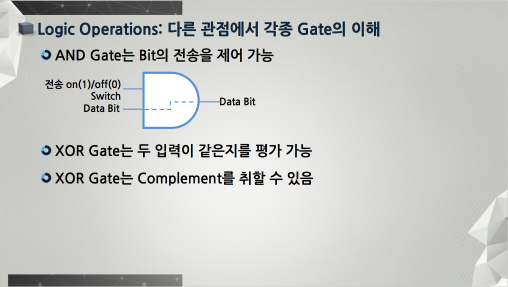 Logic Operations: 다른 관점에서 각종 Gate의 이해
AND Gate는 Bit의 전송을 제어 가능
전송 on(1)/off(0)
Switch
Data Bit
Data Bit
XOR Gate는 두 입력이 같은지를 평가 가능
XOR Gate는 Complement를 취할 수 있음